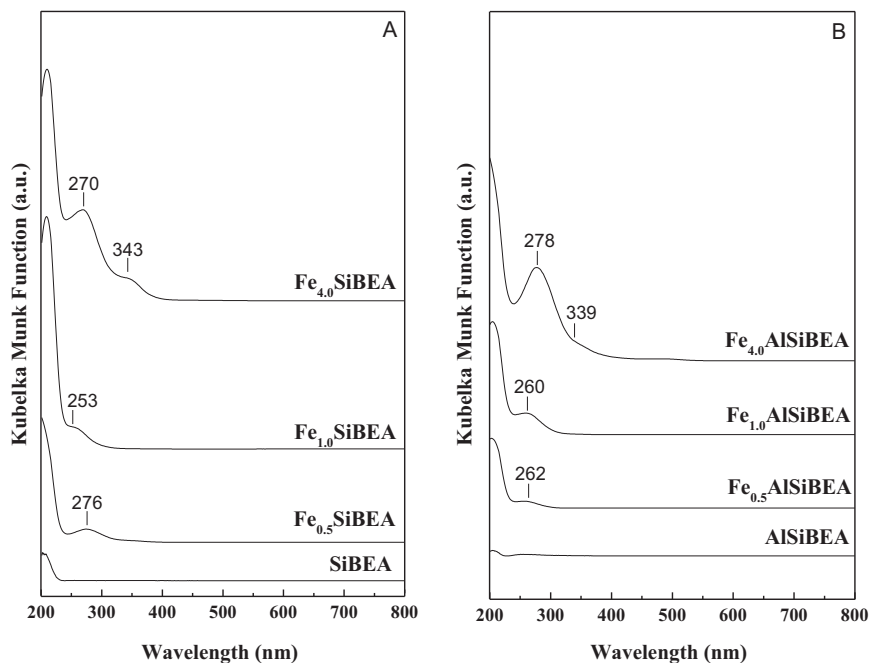 A
Kubelka Munk Function (a.u.)
270
343
Fe4.0SiBEA
253
Fe1.0SiBEA
276
Fe0.5SiBEA
SiBEA
200 300 400 500 600 700 800
Wavelength (nm)
B
Kubelka Munk Function (a.u.)
278
339
Fe4.0AlSiBEA
260
Fe1.0AlSiBEA
262
Fe0.5AlSiBEA
AlSiBEA
200 300 400 500 600 700 800
Wavelength (nm)